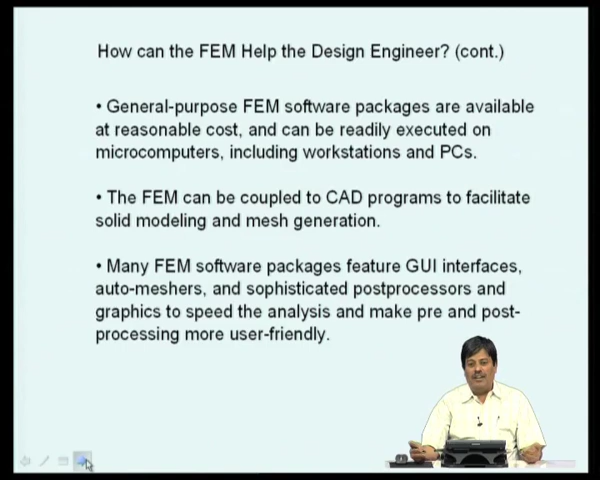 How can the FEM Help the Design Engineer? (cont.)
• General-purpose FEM software packages are available
at reasonable cost, and can be readily executed on
microcomputers, including workstations and PCs.
• The FEM can be coupled to CAD programs to facilitate
solid modeling and mesh generation.
• Many FEM software packages feature GUI interfaces,
auto-meshers, and sophisticated postprocessors and
graphics to speed the analysis and make pre and post-
processing more user-friendly.